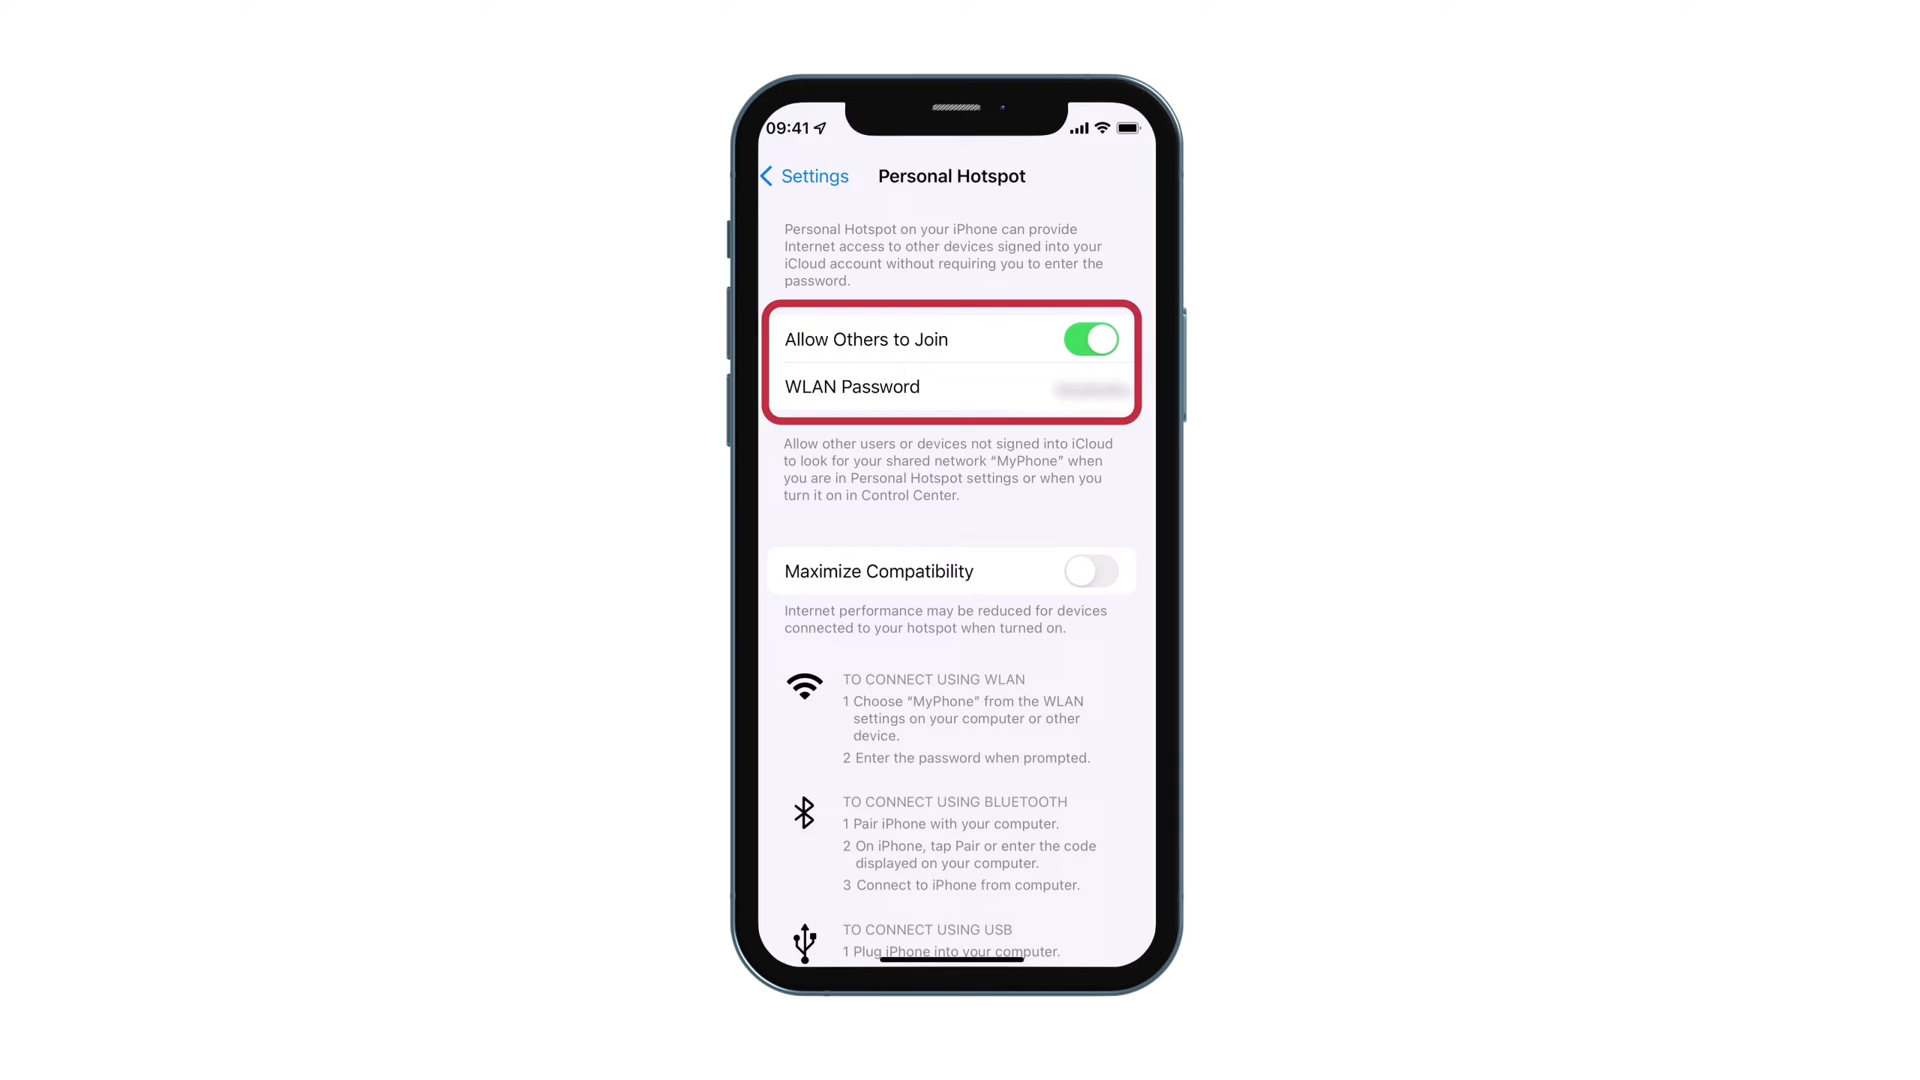 09:41
Settings
Personal Hotspot
Personal Hotspot on your iPhone can provide
Internet access to other devices signed into your
iCloud account without requiring you to enter the
password.
Allow Others to Join
WLAN Password
Allow other users or devices not signed into iCloud
to look for your shared network “MyPhone” when
you are in Personal Hotspot settings or when you
turn it on in Control Center.
Maximize Compatibility
Internet performance may be reduced for devices
connected to your hotspot when turned on.
TO CONNECT USING WLAN
1 Choose “MyPhone” from the WLAN
settings on your computer or other
device.
2 Enter the password when prompted.
TO CONNECT USING BLUETOOTH
1 Pair iPhone with your computer.
2 On iPhone, tap Pair or enter the code
displayed on your computer.
3 Connect to iPhone from computer.
TO CONNECT USING USB
1 Plug iPhone into your computer.